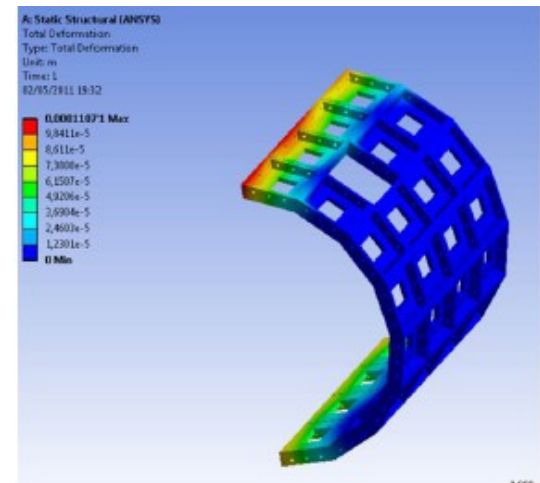 A: Static Structural (ANSYS)
Total Deformation
Type: Total Deformation
Unit: m
Time: 1
02/05/2011 19:32
0,00011071 Max
9,8411e-5
8,611e-5
7,3808e-5
6,1507e-5
4,9206e-5
3,6904e-5
2,4603e-5
1,2301e-5
0 Min